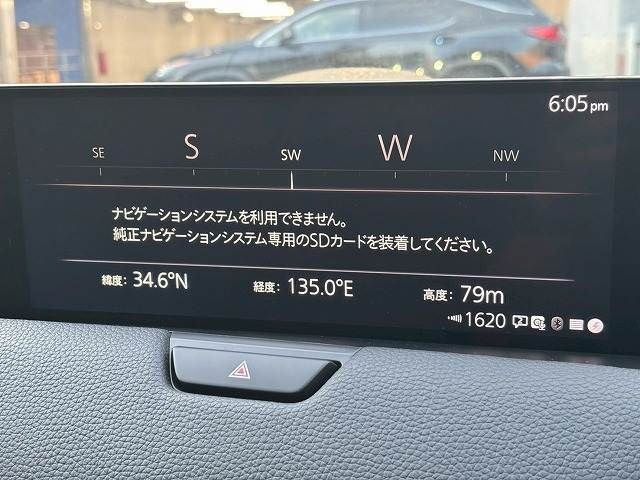 6:05pm
SE S SW W NW
ナビゲーションシステムを利用できません。
純正ナビゲーションシステム専用のSDカードを装着してください。
緯度: 34.6°N 経度: 135.0°E 高度: 79m
1620